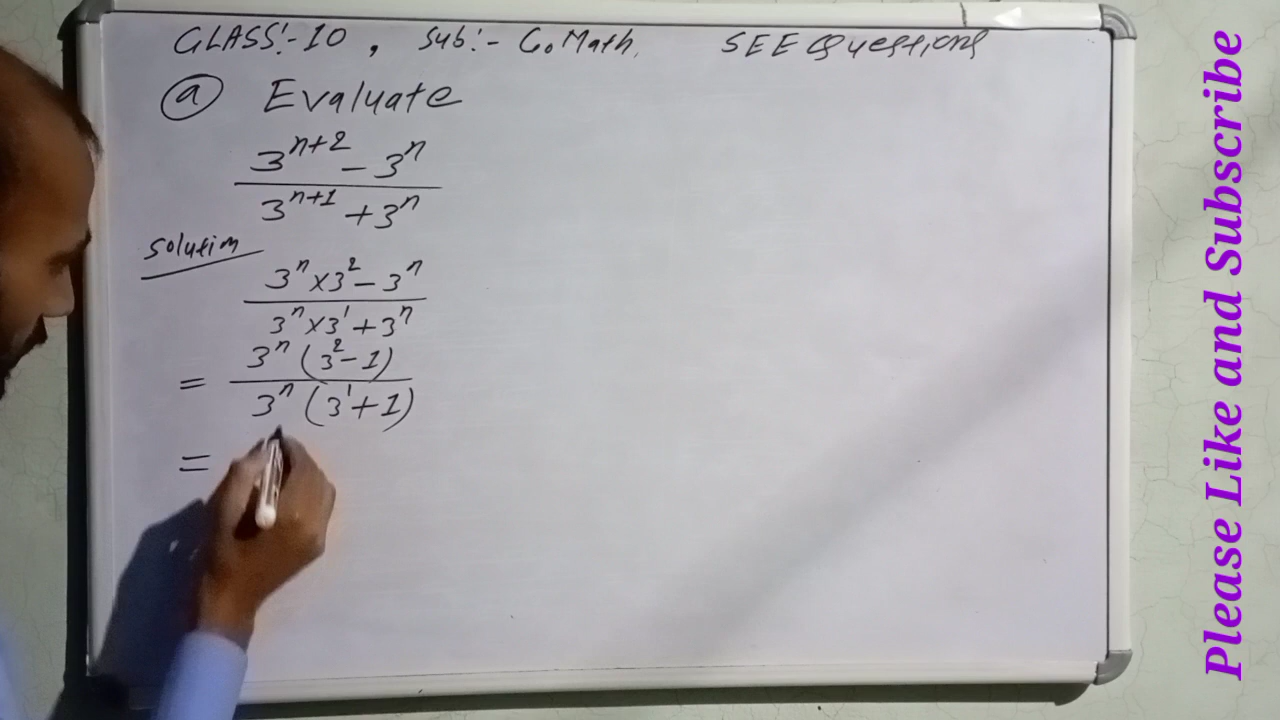 CLASS:-10, Sub:- C.Math. SEE Questions
(a) Evaluate
3^{n+2} - 3^n
3^{n+1} + 3^n
Solution
3^n × 3^2 - 3^n
3^n × 3^1 + 3^n
= 3^n (3^2 - 1)
3^n (3^1 + 1)
=
Please Like and Subscribe